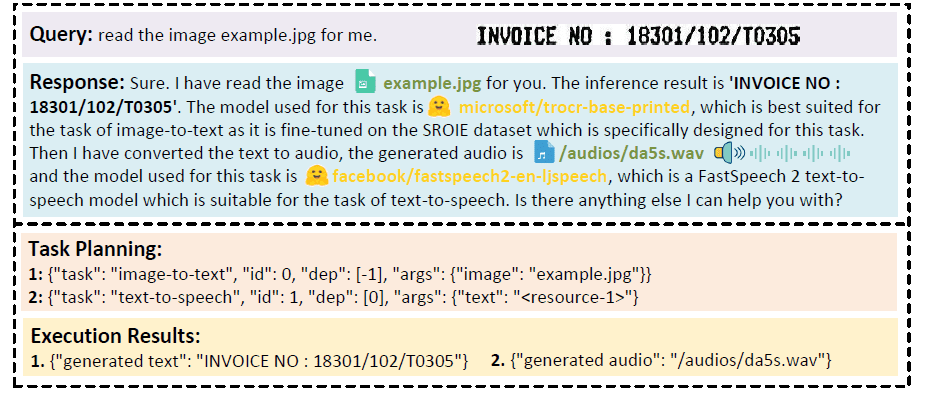 Query: read the image example.jpg for me.
INVOICE NO : 18301/102/T0305
Response: Sure. I have read the image example.jpg for you. The inference result is 'INVOICE NO :
18301/102/T0305'. The model used for this task is microsoft/trocr-base-printed, which is best suited for
the task of image-to-text as it is fine-tuned on the SROIE dataset which is specifically designed for this task.
Then I have converted the text to audio, the generated audio is /audios/da5s.wav
and the model used for this task is facebook/fastspeech2-en-ljspeech, which is a FastSpeech 2 text-to-
speech model which is suitable for the task of text-to-speech. Is there anything else I can help you with?
Task Planning:
1: {"task": "image-to-text", "id": 0, "dep": [-1], "args": {"image": "example.jpg"}}
2: {"task": "text-to-speech", "id": 1, "dep": [0], "args": {"text": "<resource-1>"}
Execution Results:
1. {"generated text": "INVOICE NO : 18301/102/T0305"} 2. {"generated audio": "/audios/da5s.wav"}